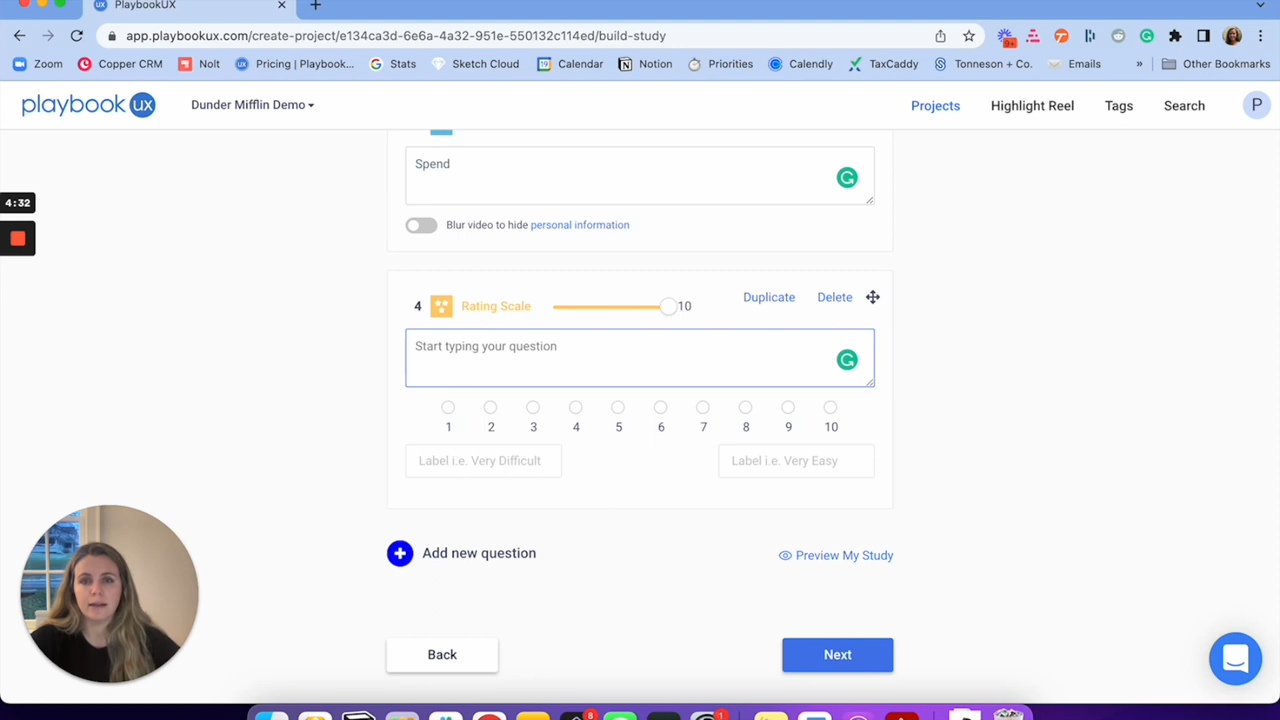 PlaybookUX
app.playbookux.com/create-project/e134ca3d-6e6a-4a32-951e-550132c114ed/build-study
9+
Zoom Copper CRM Nolt Pricing | Playbook... Stats Sketch Cloud Calendar Notion Priorities Calendly TaxCaddy Tonneson + Co. Emails » Other Bookmarks
playbook ux Dunder Mifflin Demo Projects Highlight Reel Tags Search P
Spend
4:32
Blur video to hide personal information
4 Rating Scale 10 Duplicate Delete
Start typing your question
1 2 3 4 5 6 7 8 9 10
Label i.e. Very Difficult Label i.e. Very Easy
Add new question Preview My Study
Back Next
8 1